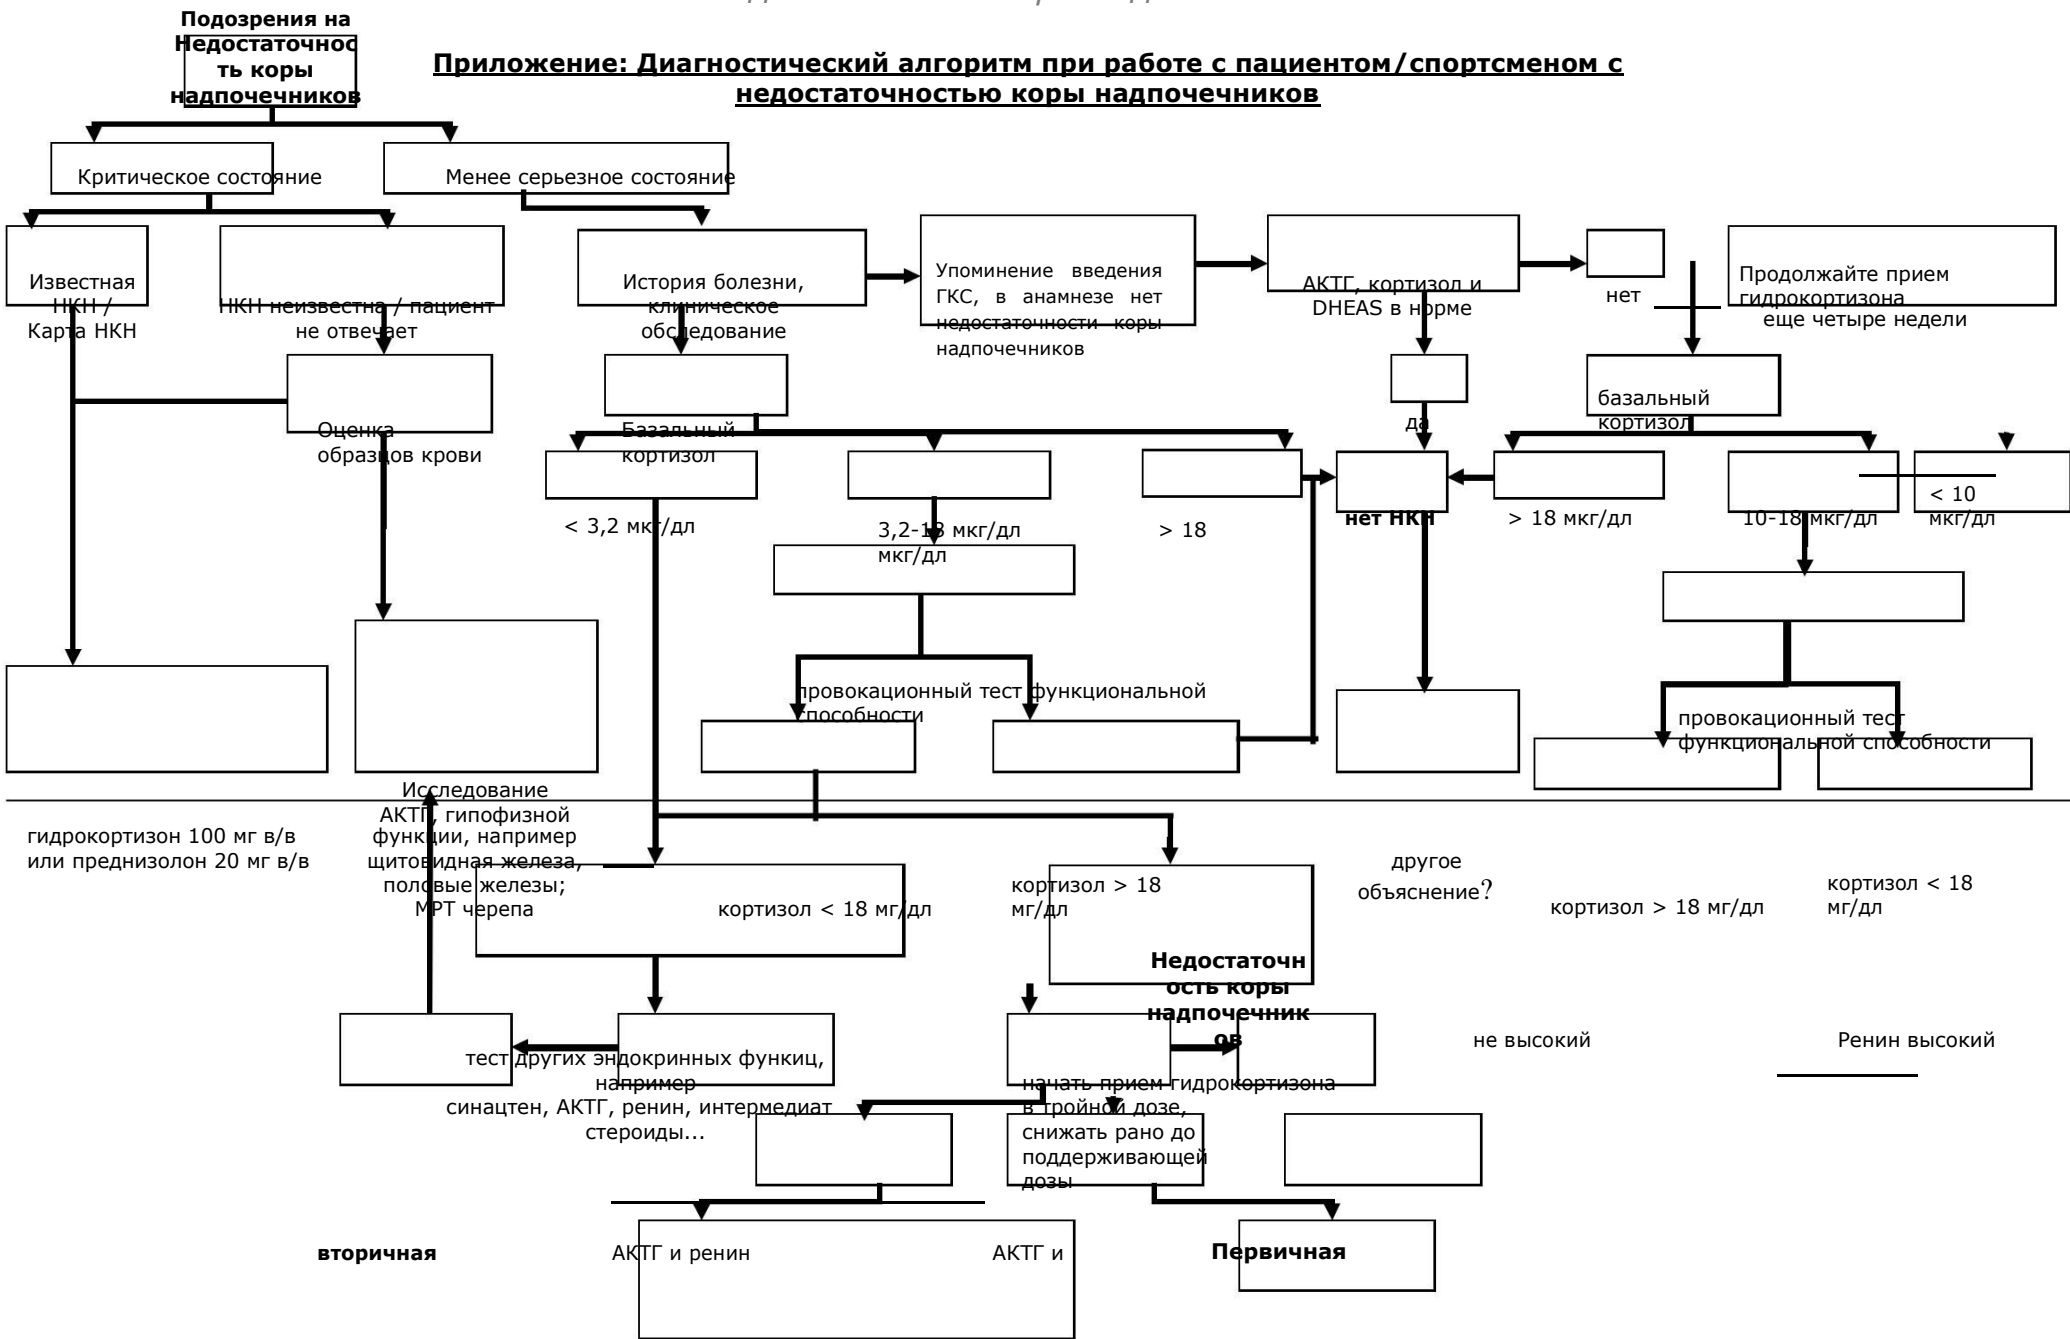 Подозрения на
Недостаточнос
ть коры
надпочечников
Приложение: Диагностический алгоритм при работе с пациентом/спортсменом с
недостаточностью коры надпочечников
Критическое состояние
Менее серьезное состояние
Известная
НКН /
Карта НКН
НКН неизвестна / пациент
не отвечает
История болезни,
клиническое
обследование
Упоминение введения
ГКС, в анамнезе нет
недостаточности коры
надпочечников
АКТГ, кортизол и
DHEAS в норме
нет
Продолжайте прием
гидрокортизона
еще четыре недели
Оценка
образцов крови
Базальный
кортизол
да
базальный
кортизол
< 3,2 мкг/дл
3,2-18 мкг/дл
мкг/дл
> 18
нет НКН
> 18 мкг/дл
10-18 мкг/дл
< 10
мкг/дл
провокационный тест функциональной
способности
провокационный тест
функциональной способности
гидрокортизон 100 мг в/в
или преднизолон 20 мг в/в
Исследование
АКТГ, гипофизной
функции, например
щитовидная железа,
половые железы;
МРТ черепа
кортизол < 18 мг/дл
кортизол > 18
мг/дл
другое
объяснение?
кортизол > 18 мг/дл
кортизол < 18
мг/дл
Недостаточн
ость коры
надпочечник
ов
тест других эндокринных функиц,
например
синацтен, АКТГ, ренин, интермедиат
стероиды...
начать прием гидрокортизона
в тройной дозе,
снижать рано до
поддерживающей
дозы
не высокий
Ренин высокий
вторичная
АКТГ и ренин
АКТГ и
Первичная